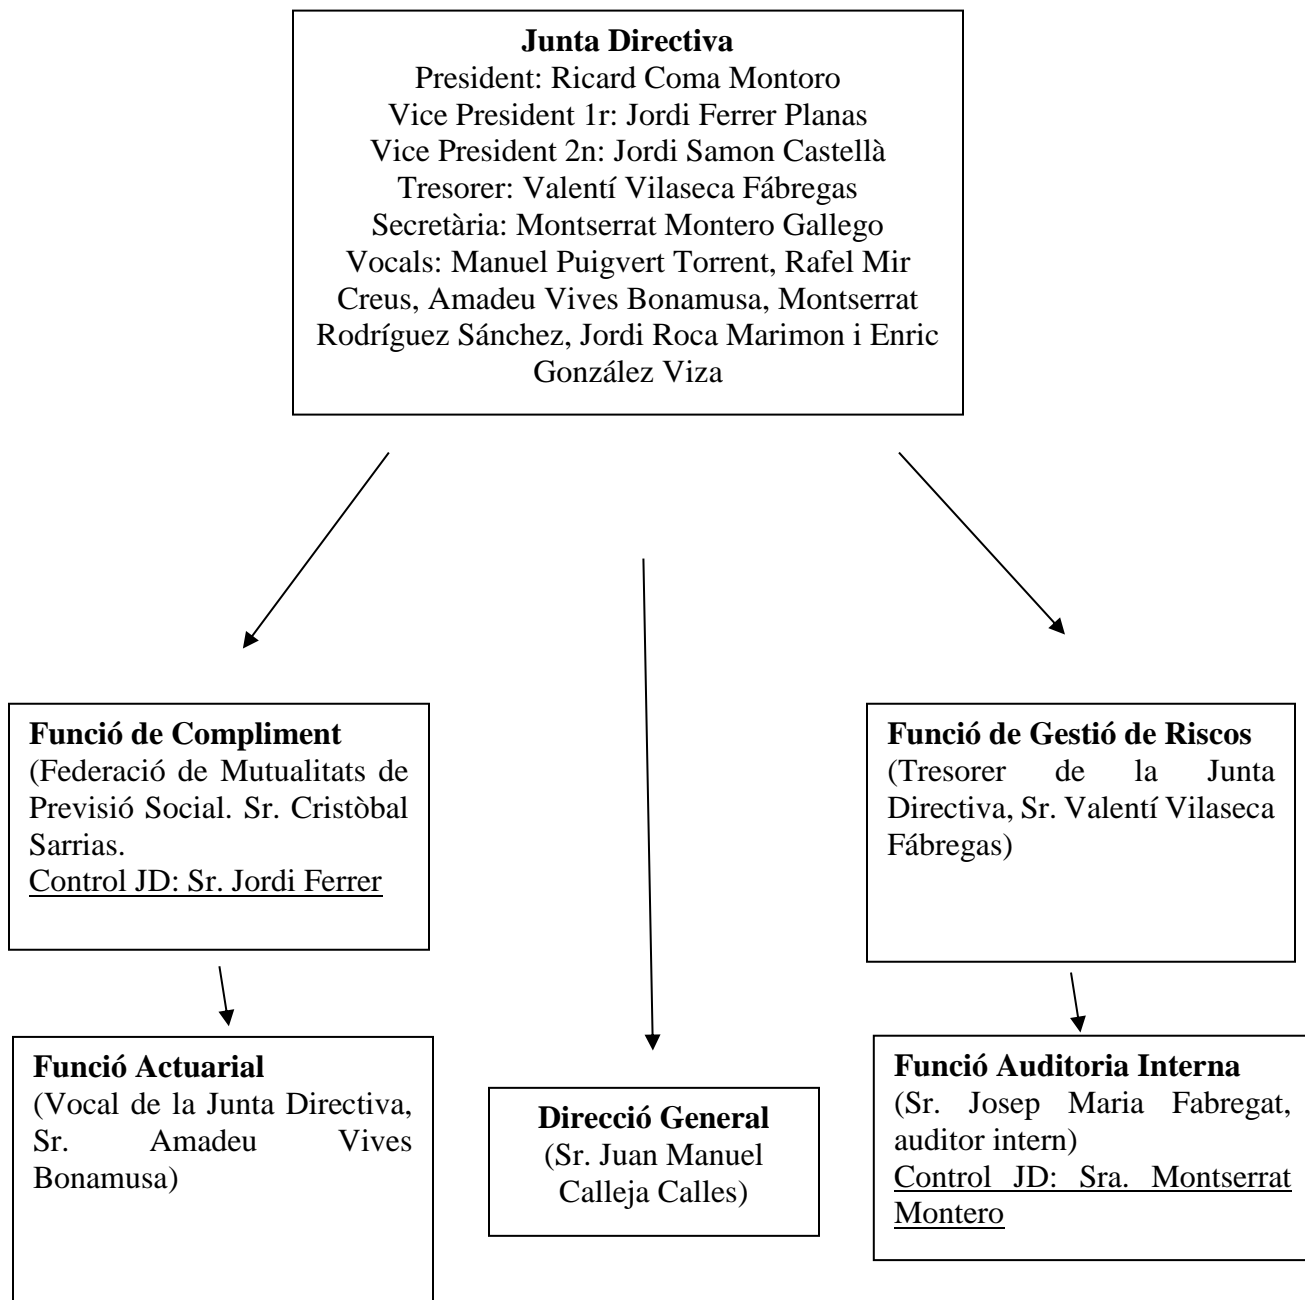 Junta Directiva
President: Ricard Coma Montoro
Vice President 1r: Jordi Ferrer Planas
Vice President 2n: Jordi Samon Castellà
Tresorer: Valentí Vilaseca Fábregas
Secretària: Montserrat Montero Gallego
Vocals: Manuel Puigvert Torrent, Rafel Mir
Creus, Amadeu Vives Bonamusa, Montserrat
Rodríguez Sánchez, Jordi Roca Marimon i Enric
González Viza
Funció de Compliment
(Federació de Mutualitats de
Previsió Social. Sr. Cristòbal
Sarrias.
Control JD: Sr. Jordi Ferrer
Funció de Gestió de Riscos
(Tresorer de la Junta
Directiva, Sr. Valentí Vilaseca
Fábregas)
Funció Actuarial
(Vocal de la Junta Directiva,
Sr. Amadeu Vives
Bonamusa)
Direcció General
(Sr. Juan Manuel
Calleja Calles)
Funció Auditoria Interna
(Sr. Josep Maria Fabregat,
auditor intern)
Control JD: Sra. Montserrat
Montero